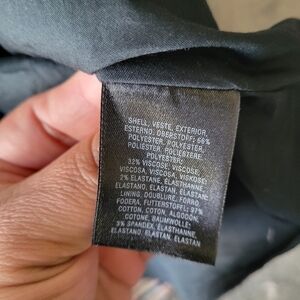 SHELL, VESTE, EXTERIOR,
ESTERNO, OBERSTOFF; 66%
POLYESTER, POLYESTER,
POLIESTER, POLIESTERE,
POLYESTER;
32% VISCOSE, VISCOSE,
VISCOSA, VISCOSA, VISKOSE;
2% ELASTANE, ELASTHANNE,
ELASTANO, ELASTAN, ELASTAN;
LINING, DOUBLURE, FORRO
FODERA, FUTTERSTOFF; 97%
COTTON, COTON, ALGODON,
COTONE, BAUMWOLLE;
3% SPANDEX, ELASTHANNE,
ELASTANO, ELASTAN, ELASTAN